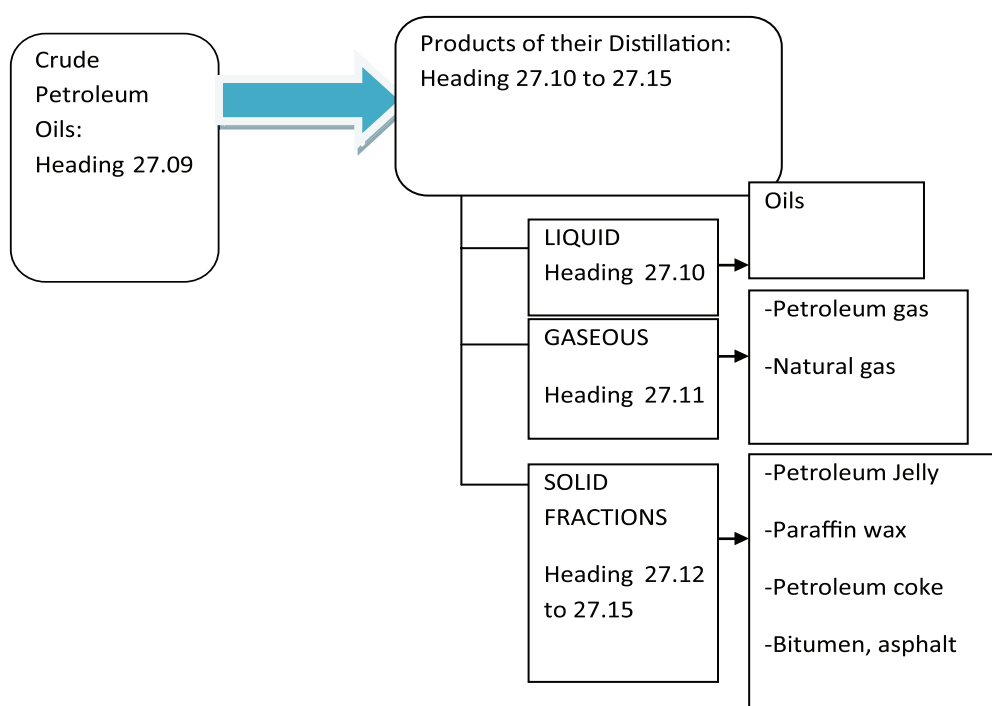 Crude
Petroleum
Oils:
Heading 27.09
Products of their Distillation:
Heading 27.10 to 27.15
LIQUID
Heading 27.10
Oils
GASEOUS
Heading 27.11
-Petroleum gas
-Natural gas
SOLID
FRACTIONS
Heading 27.12
to 27.15
-Petroleum Jelly
-Paraffin wax
-Petroleum coke
-Bitumen, asphalt